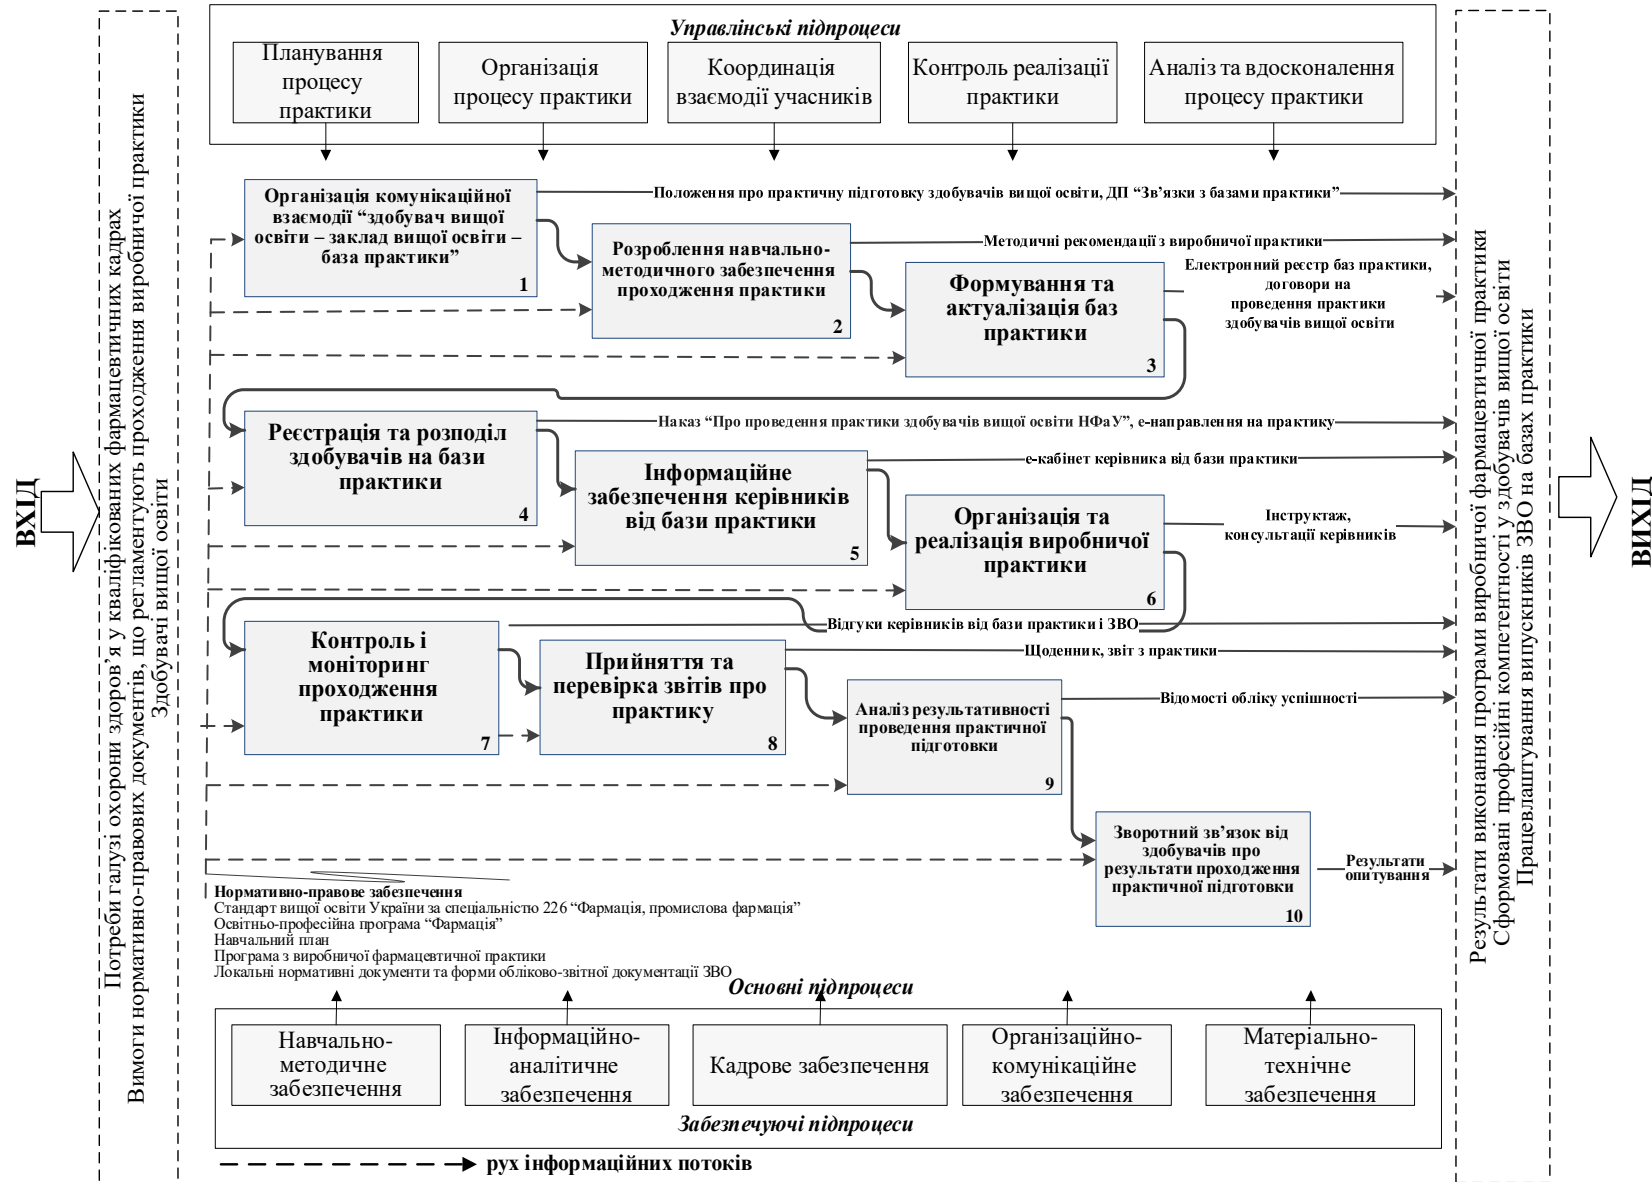 Управлінські підпроцеси
Планування
процесу
практики
Організація
процесу практики
Координація
взаємодії учасників
Контроль реалізації
практики
Аналіз та вдосконалення
процесу практики
ВХІД
Потреби галузі охорони здоров’я у кваліфікованих фармацевтичних кадрах
Вимоги нормативно-правових документів, що регламентують проходження виробничої практики
Здобувачі вищої освіти
Організація комунікаційної
взаємодії “здобувач вищої
освіти – заклад вищої освіти –
база практики”
1
Положення про практичну підготовку здобувачів вищої освіти, ДП “Зв’язки з базами практики”
Розроблення навчально-
методичного забезпечення
проходження практики
2
Методичні рекомендації з виробничої практики
Формування та
актуалізація баз
практики
3
Електронний реєстр баз практики,
договори на
проведення практики
здобувачів вищої освіти
Реєстрація та розподіл
здобувачів на бази
практики
4
Наказ “Про проведення практики здобувачів вищої освіти НФаУ”, е-направлення на практику
Інформаційне
забезпечення керівників
від бази практики
5
е-кабінет керівника від бази практики
Організація та
реалізація виробничої
практики
6
Інструктаж,
консультації керівників
Контроль і
моніторинг
проходження
практики
7
Відгуки керівників від бази практики і ЗВО
Прийняття та
перевірка звітів про
практику
8
Щоденник, звіт з практики
Аналіз результативності
проведення практичної
підготовки
9
Відомості обліку успішності
Зворотний зв’язок від
здобувачів про
результати проходження
практичної підготовки
10
Результати
опитування
Нормативно-правове забезпечення
Стандарт вищої освіти України за спеціальністю 226 “Фармація, промислова фармація”
Освітньо-професійна програма “Фармація”
Навчальний план
Програма з виробничої фармацевтичної практики
Локальні нормативні документи та форми обліково-звітної документації ЗВО
Основні підпроцеси
Навчально-
методичне
забезпечення
Інформаційно-
аналітичне
забезпечення
Кадрове забезпечення
Організаційно-
комунікаційне
забезпечення
Матеріально-
технічне
забезпечення
Забезпечуючі підпроцеси
рух інформаційних потоків
Результати виконання програми виробничої фармацевтичної практики
Сформовані професійні компетентності у здобувачів вищої освіти
Працевлаштування випускників ЗВО на базах практики
ВИХІД